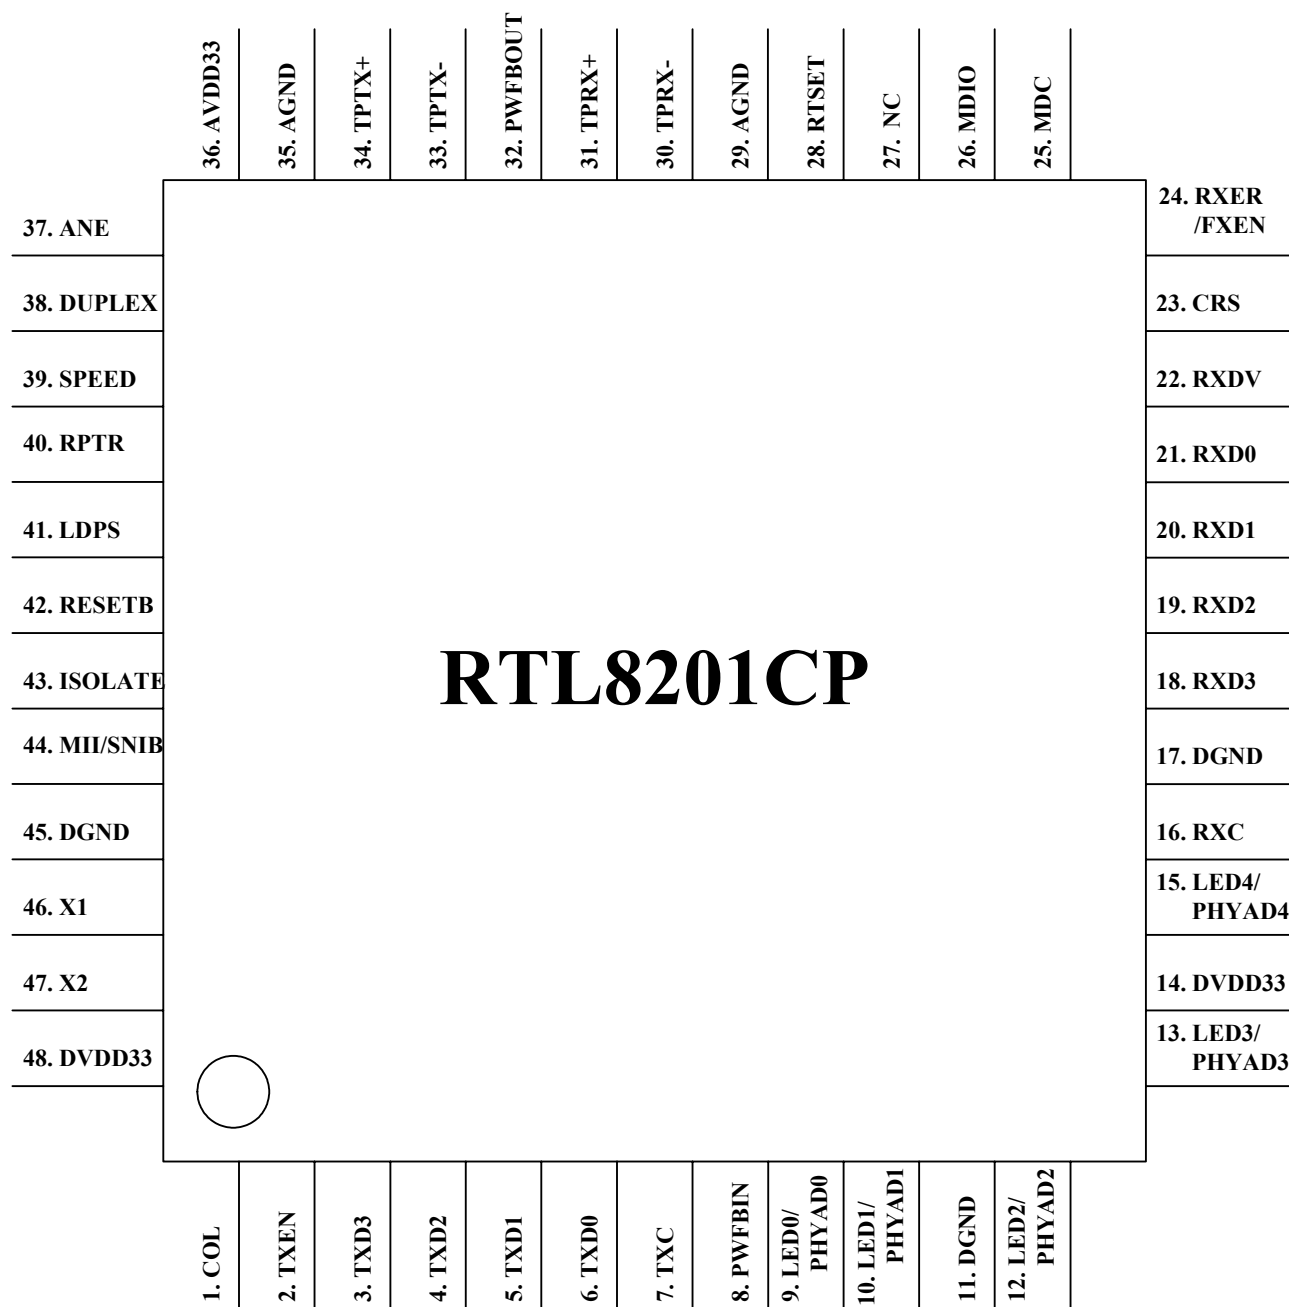 36. AVDD33
35. AGND
34. TPTX+
33. TPTX-
32. PWFBOUT
31. TPRX+
30. TPRX-
29. AGND
28. RTSET
27. NC
26. MDIO
25. MDC
37. ANE
38. DUPLEX
39. SPEED
40. RPTR
41. LDPS
42. RESETB
43. ISOLATE
44. MII/SNIB
45. DGND
46. X1
47. X2
48. DVDD33
RTL8201CP
24. RXER
/FXEN
23. CRS
22. RXDV
21. RXD0
20. RXD1
19. RXD2
18. RXD3
17. DGND
16. RXC
15. LED4/
PHYAD4
14. DVDD33
13. LED3/
PHYAD3
1. COL
2. TXEN
3. TXD3
4. TXD2
5. TXD1
6. TXD0
7. TXC
8. PWFBIN
9. LED0/
PHYAD0
10. LED1/
PHYAD1
11. DGND
12. LED2/
PHYAD2